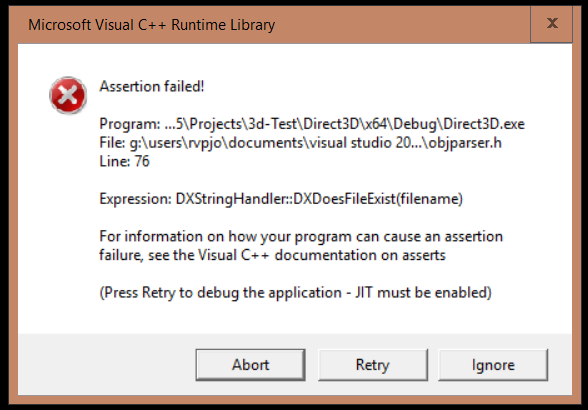 Microsoft Visual C++ Runtime Library
x
Assertion failed!
Program: ...5\Projects\3d-Test\Direct3D\x64\Debug\Direct3D.exe
File: g:\users\rvpjo\documents\visual studio 20...\objparser.h
Line: 76
Expression: DXStringHandler::DXDoesFileExist(filename)
For information on how your program can cause an assertion
failure, see the Visual C++ documentation on asserts
(Press Retry to debug the application - JIT must be enabled)
Abort Retry Ignore